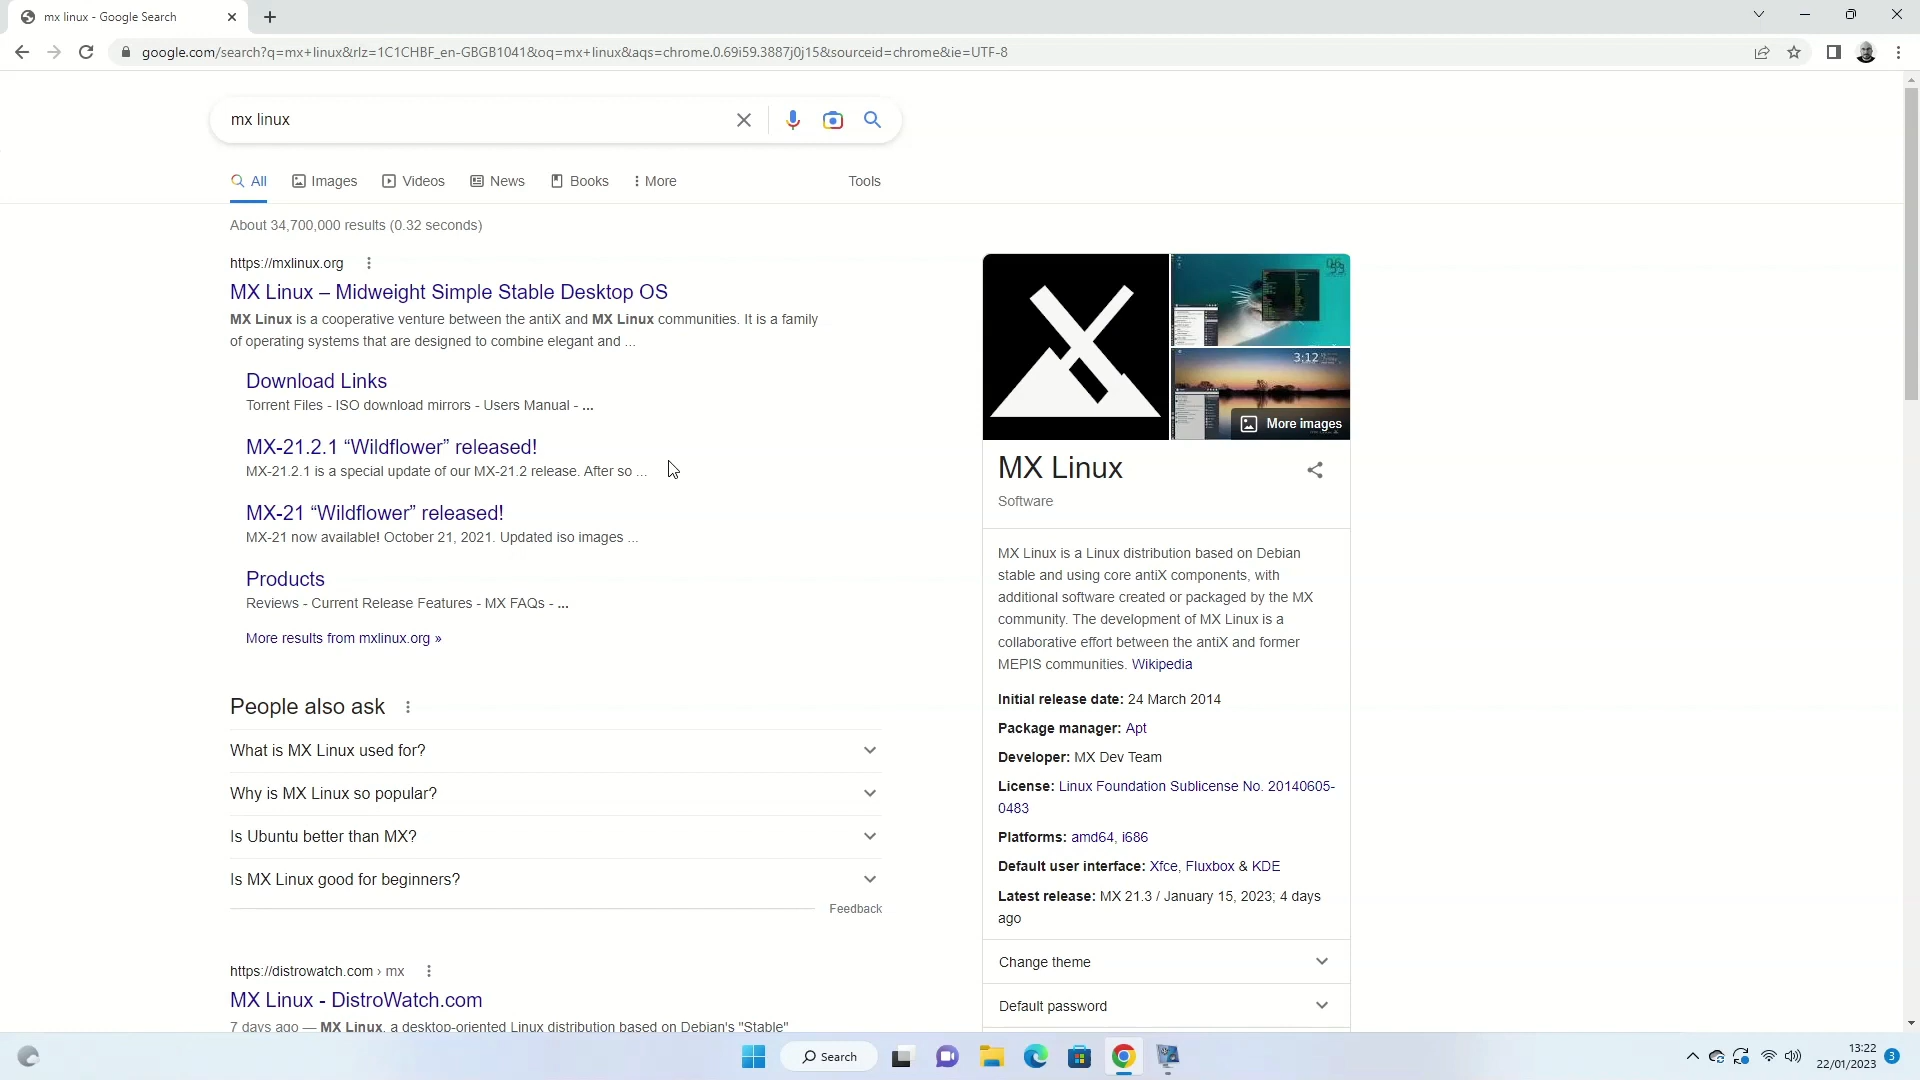 mx linux - Google Search
google.com/search?q=mx+linux&rlz=1C1CHBF_en-GBGB1041&oq=mx+linux&aqs=chrome.0.69i59.3887j0j15&sourceid=chrome&ie=UTF-8
mx linux
All Images Videos News Books More Tools
About 34,700,000 results (0.32 seconds)
https://mxlinux.org
MX Linux – Midweight Simple Stable Desktop OS
MX Linux is a cooperative venture between the antiX and MX Linux communities. It is a family
of operating systems that are designed to combine elegant and ...
Download Links
Torrent Files - ISO download mirrors - Users Manual - ...
MX-21.2.1 “Wildflower” released!
MX-21.2.1 is a special update of our MX-21.2 release. After so ...
MX-21 “Wildflower” released!
MX-21 now available! October 21, 2021. Updated iso images ...
Products
Reviews - Current Release Features - MX FAQs - ...
More results from mxlinux.org »
People also ask
What is MX Linux used for?
Why is MX Linux so popular?
Is Ubuntu better than MX?
Is MX Linux good for beginners?
Feedback
https://distrowatch.com › mx
MX Linux - DistroWatch.com
7 days ago — MX Linux, a desktop-oriented Linux distribution based on Debian's "Stable"
3:12
More images
MX Linux
Software
MX Linux is a Linux distribution based on Debian
stable and using core antiX components, with
additional software created or packaged by the MX
community. The development of MX Linux is a
collaborative effort between the antiX and former
MEPIS communities. Wikipedia
Initial release date: 24 March 2014
Package manager: Apt
Developer: MX Dev Team
License: Linux Foundation Sublicense No. 20140605-
0483
Platforms: amd64, i686
Default user interface: Xfce, Fluxbox & KDE
Latest release: MX 21.3 / January 15, 2023; 4 days
ago
Change theme
Default password
Search
13:22
22/01/2023
3